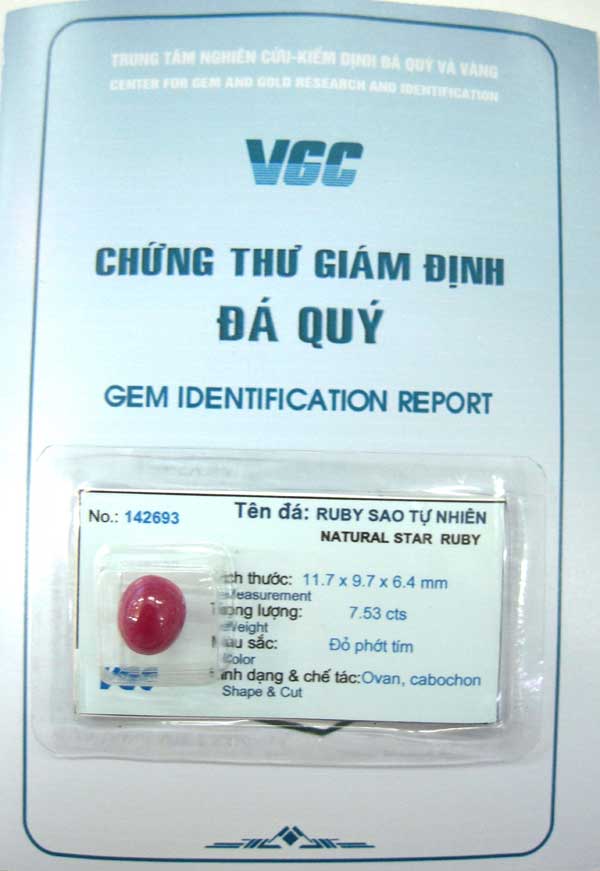 TRUNG TÂM NGHIÊN CỨU-KIỂM ĐỊNH ĐÁ QUÝ VÀ VÀNG
CENTER FOR GEM AND GOLD RESEARCH AND IDENTIFICATION
VGC
CHỨNG THƯ GIÁM ĐỊNH
ĐÁ QUÝ
GEM IDENTIFICATION REPORT
No.: 142693
Tên đá: RUBY SAO TỰ NHIÊN
NATURAL STAR RUBY
thước: 11.7 x 9.7 x 6.4 mm
Measurement
lượng: 7.53 cts
Weight
sắc: Đỏ phớt tím
Color
dạng & chế tác: Ovan, cabochon
Shape & Cut
VGC